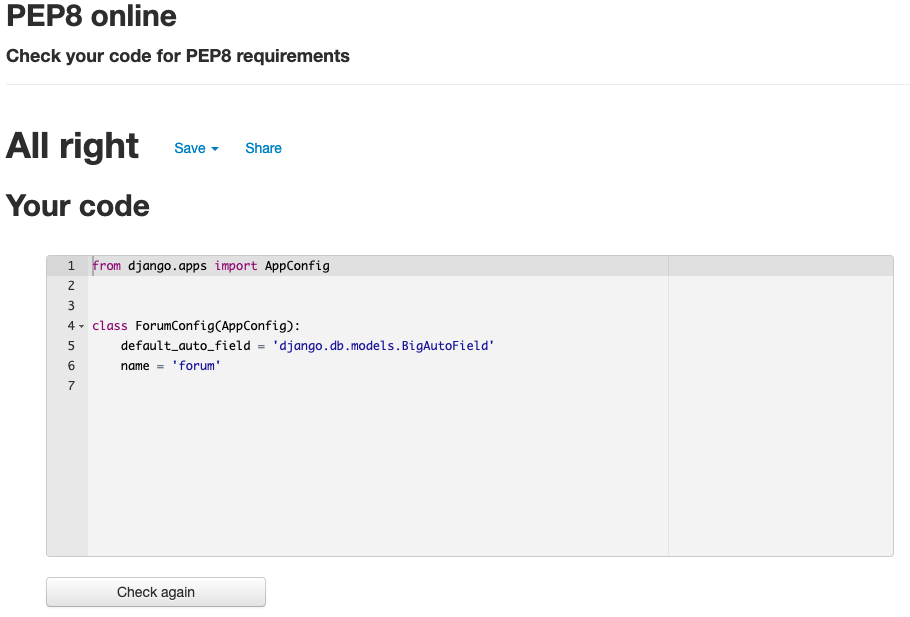 PEP8 online
Check your code for PEP8 requirements
All right Save Share
Your code
1 from django.apps import AppConfig
2
3
4 class ForumConfig(AppConfig):
5     default_auto_field = 'django.db.models.BigAutoField'
6     name = 'forum'
7
Check again